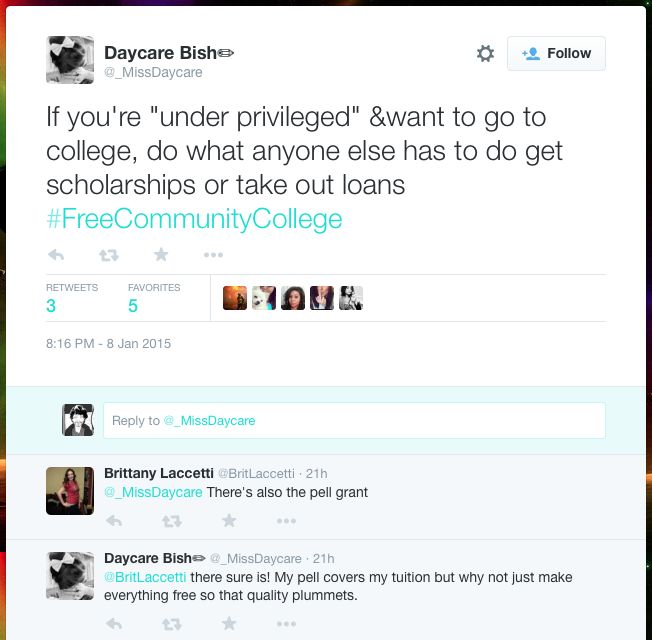 Daycare Bish✏
@_MissDaycare
Follow
If you're "under privileged" &want to go to
college, do what anyone else has to do get
scholarships or take out loans
#FreeCommunityCollege
RETWEETS FAVORITES
3 5
8:16 PM - 8 Jan 2015
Reply to @_MissDaycare
Brittany Laccetti @BritLaccetti · 21h
@_MissDaycare There's also the pell grant
Daycare Bish✏ @_MissDaycare · 21h
@BritLaccetti there sure is! My pell covers my tuition but why not just make
everything free so that quality plummets.